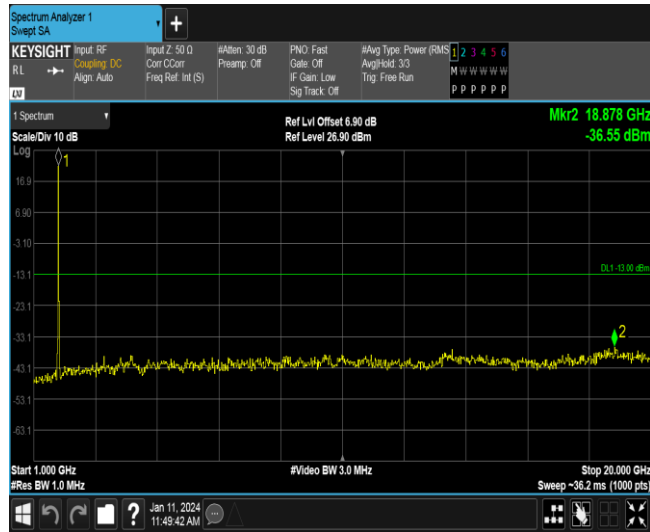 Spectrum Analyzer 1
Swept SA
KEYSIGHT
RL
LXI
Input: RF
Coupling: DC
Align: Auto
Input Z: 50 Ω
Corr CCorr
Freq Ref: Int (S)
#Atten: 30 dB
Preamp: Off
PNO: Fast
Gate: Off
IF Gain: Low
Sig Track: Off
#Avg Type: Power (RMS
Avg|Hold: 3/3
Trig: Free Run
1 2 3 4 5 6
M W W W W W
P P P P P P
1 Spectrum
Scale/Div 10 dB
Ref Lvl Offset 6.90 dB
Ref Level 26.90 dBm
Mkr2 18.878 GHz
-36.55 dBm
Log
1
16.9
6.90
-3.10
-13.1
DL1 -13.00 dBm
-23.1
-33.1
2
-43.1
-53.1
-63.1
Start 1.000 GHz
#Video BW 3.0 MHz
Stop 20.000 GHz
#Res BW 1.0 MHz
Sweep ~36.2 ms (1000 pts)
?
Jan 11, 2024
11:49:42 AM